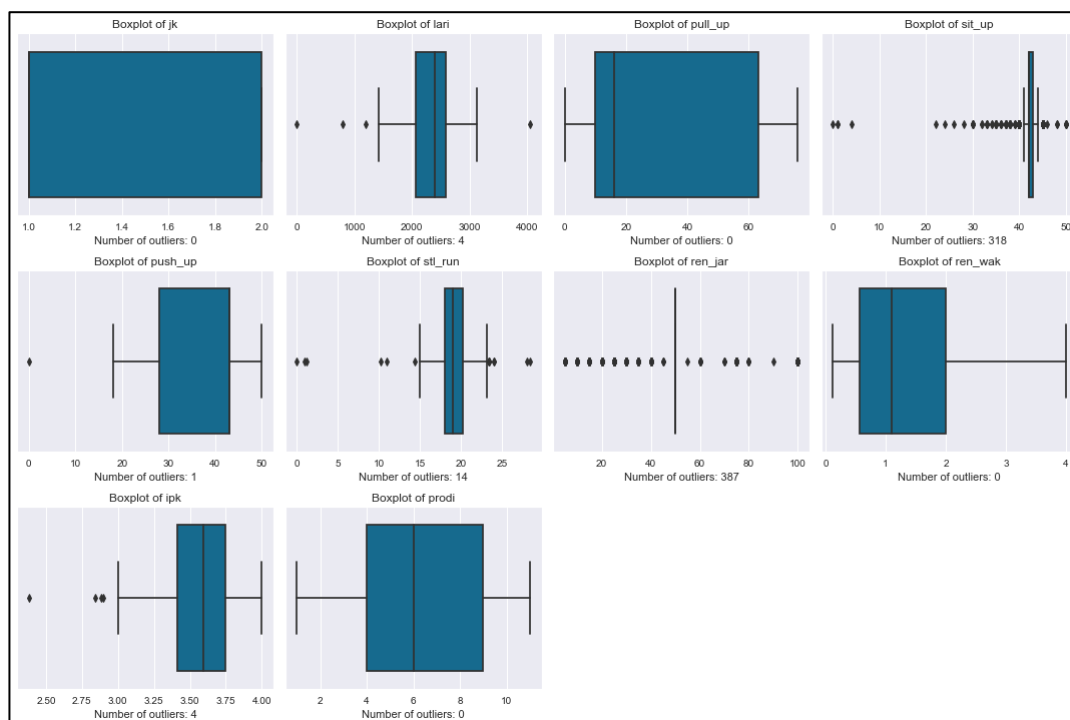 Boxplot of jk
1.0 1.2 1.4 1.6 1.8 2.0
Number of outliers: 0
Boxplot of lari
0 1000 2000 3000 4000
Number of outliers: 4
Boxplot of pull_up
0 20 40 60
Number of outliers: 0
Boxplot of sit_up
0 10 20 30 40 50
Number of outliers: 318
Boxplot of push_up
0 10 20 30 40 50
Number of outliers: 1
Boxplot of stl_run
0 5 10 15 20 25
Number of outliers: 14
Boxplot of ren_jar
20 40 60 80 100
Number of outliers: 387
Boxplot of ren_wak
0 1 2 3 4
Number of outliers: 0
Boxplot of ipk
2.50 2.75 3.00 3.25 3.50 3.75 4.00
Number of outliers: 4
Boxplot of prodi
2 4 6 8 10
Number of outliers: 0